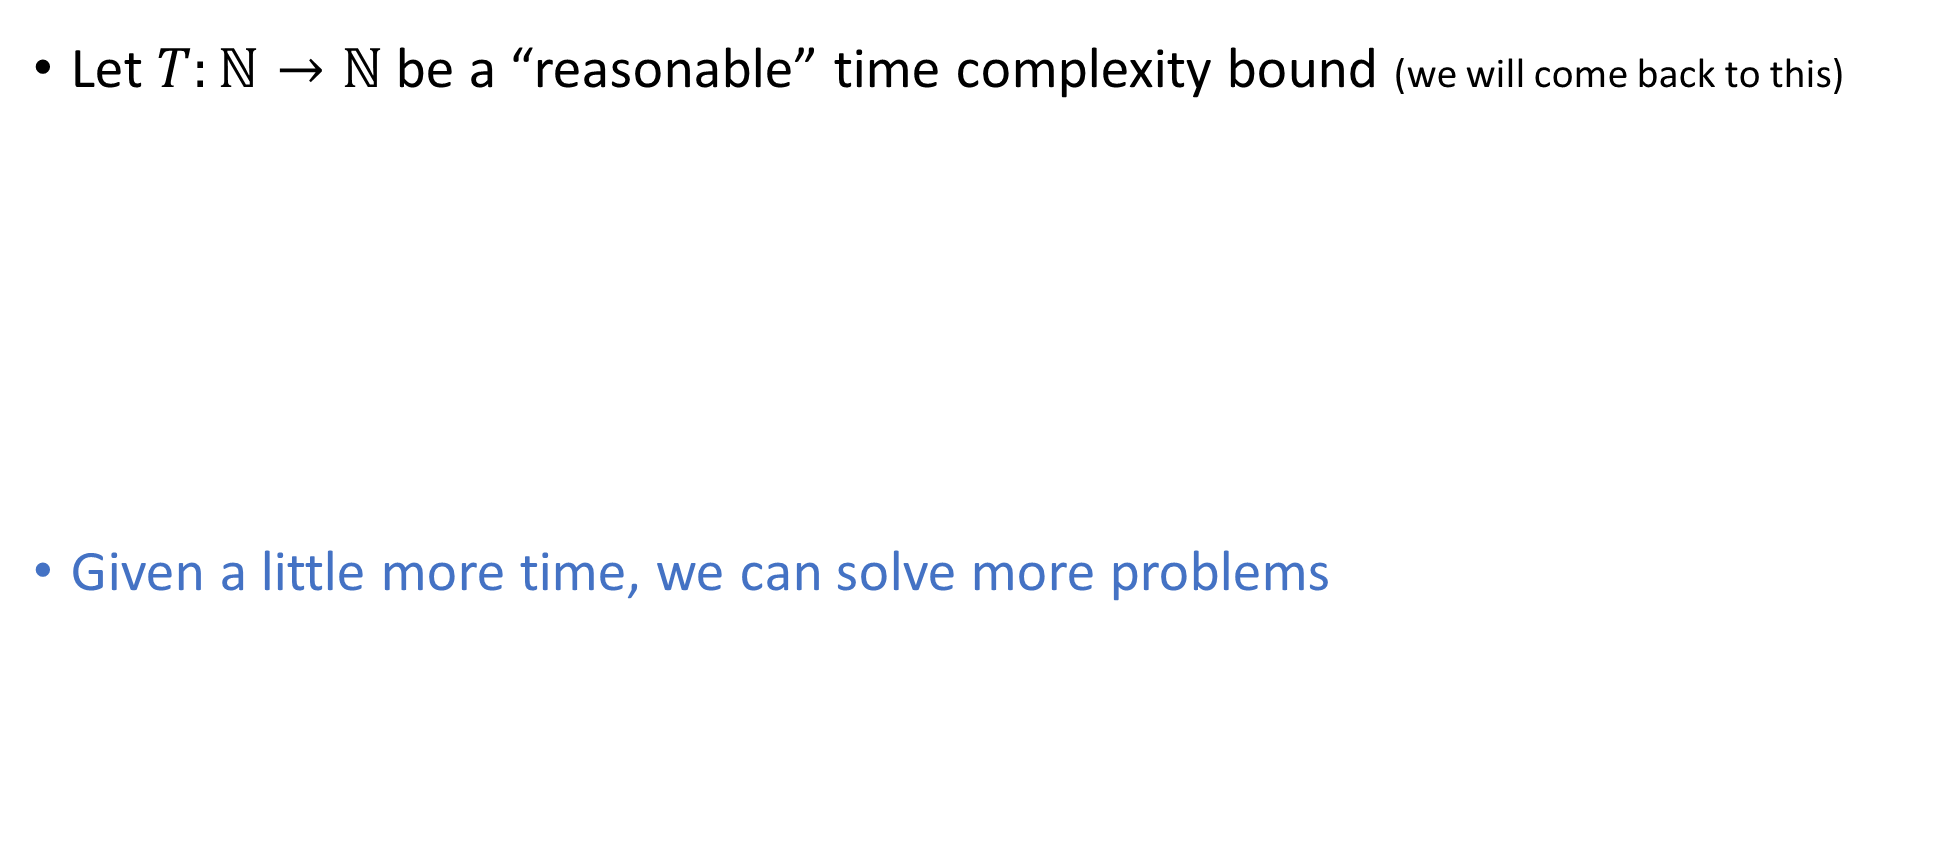 • Let 𝑇: ℕ → ℕ be a “reasonable” time complexity bound (we will come back to this)
• Given a little more time, we can solve more problems